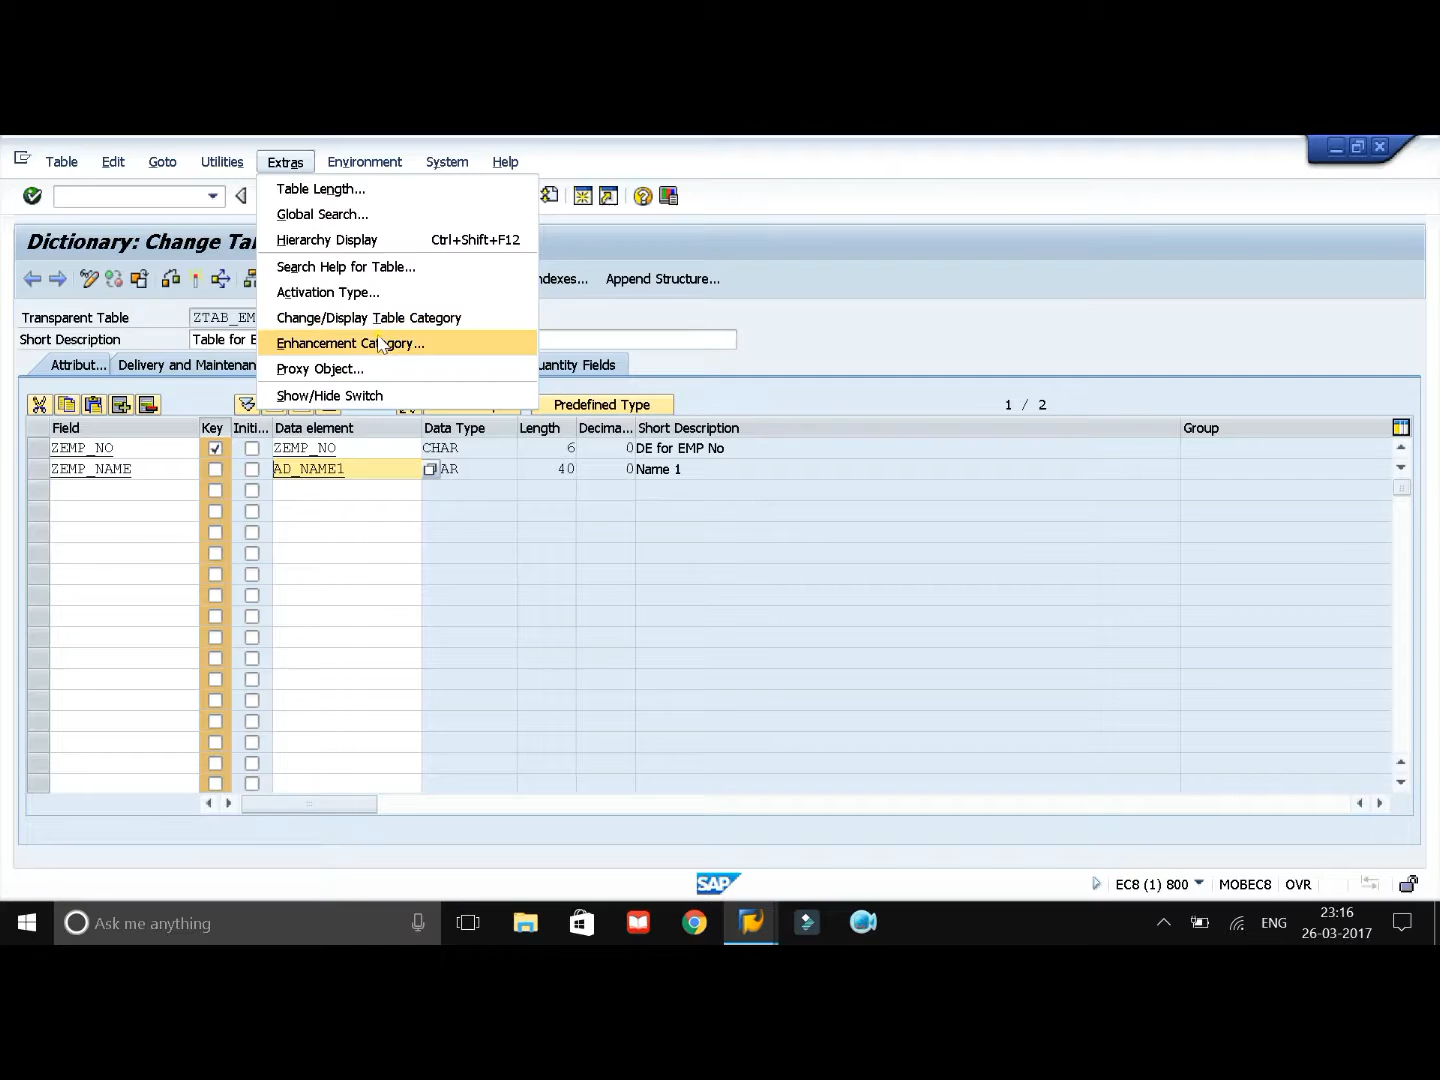 Table Edit Goto Utilities Extras Environment System Help
Table Length...
Global Search...
Hierarchy Display Ctrl+Shift+F12
Search Help for Table...
Activation Type...
Change/Display Table Category
Enhancement Category...
Proxy Object...
Show/Hide Switch
Dictionary: Change Ta
ndexes... Append Structure...
Transparent Table ZTAB_EM
Short Description Table for E
Attribut... Delivery and Maintenan uantity Fields
Predefined Type 1 / 2
Field Key Initi... Data element Data Type Length Decima... Short Description Group
ZEMP_NO ZEMP_NO CHAR 6 0 DE for EMP No
ZEMP_NAME AD_NAME1 AR 40 0 Name 1
SAP EC8 (1) 800 MOBEC8 OVR
Ask me anything ENG 23:16
26-03-2017